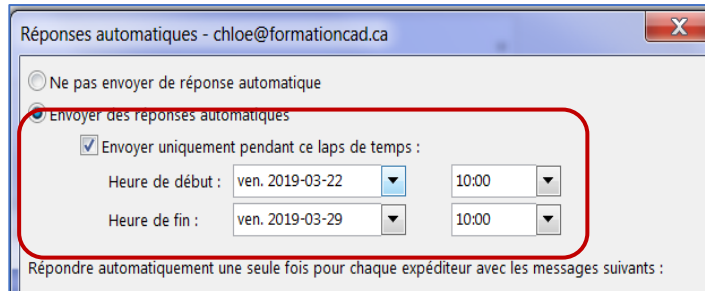 Réponses automatiques - chloe@formationcad.ca
X
Ne pas envoyer de réponse automatique
Envoyer des réponses automatiques
Envoyer uniquement pendant ce laps de temps :
Heure de début : ven. 2019-03-22 10:00
Heure de fin : ven. 2019-03-29 10:00
Répondre automatiquement une seule fois pour chaque expéditeur avec les messages suivants :